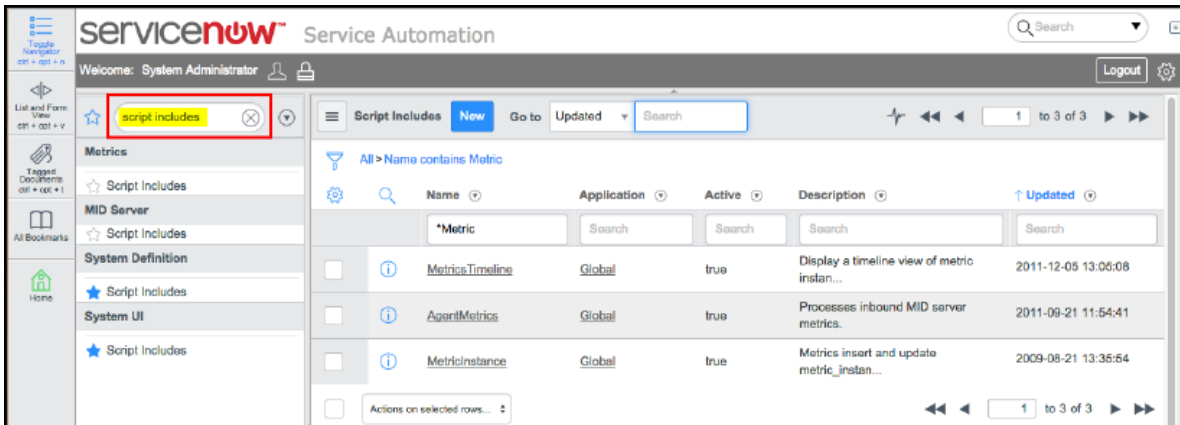 servicenow™ Service Automation
Search
Welcome: System Administrator
Logout
Toggle
Navigator
ctrl + opt + n
List and Form
View
ctrl + opt + v
Tagged
Documents
ctrl + opt + t
All Bookmarks
Home
script includes
Metrics
Script Includes
MID Server
Script Includes
System Definition
Script Includes
System UI
Script Includes
Script Includes New Go to Updated Search 1 to 3 of 3
All > Name contains Metric
Name Application Active Description Updated
*Metric Search Search Search Search
MetricsTimeline Global true Display a timeline view of metric instan... 2011-12-05 13:05:08
AgentMetrics Global true Processes inbound MID server metrics. 2011-09-21 11:54:41
MetricInstance Global true Metrics insert and update metric_instan... 2009-08-21 13:35:54
Actions on selected rows... 1 to 3 of 3